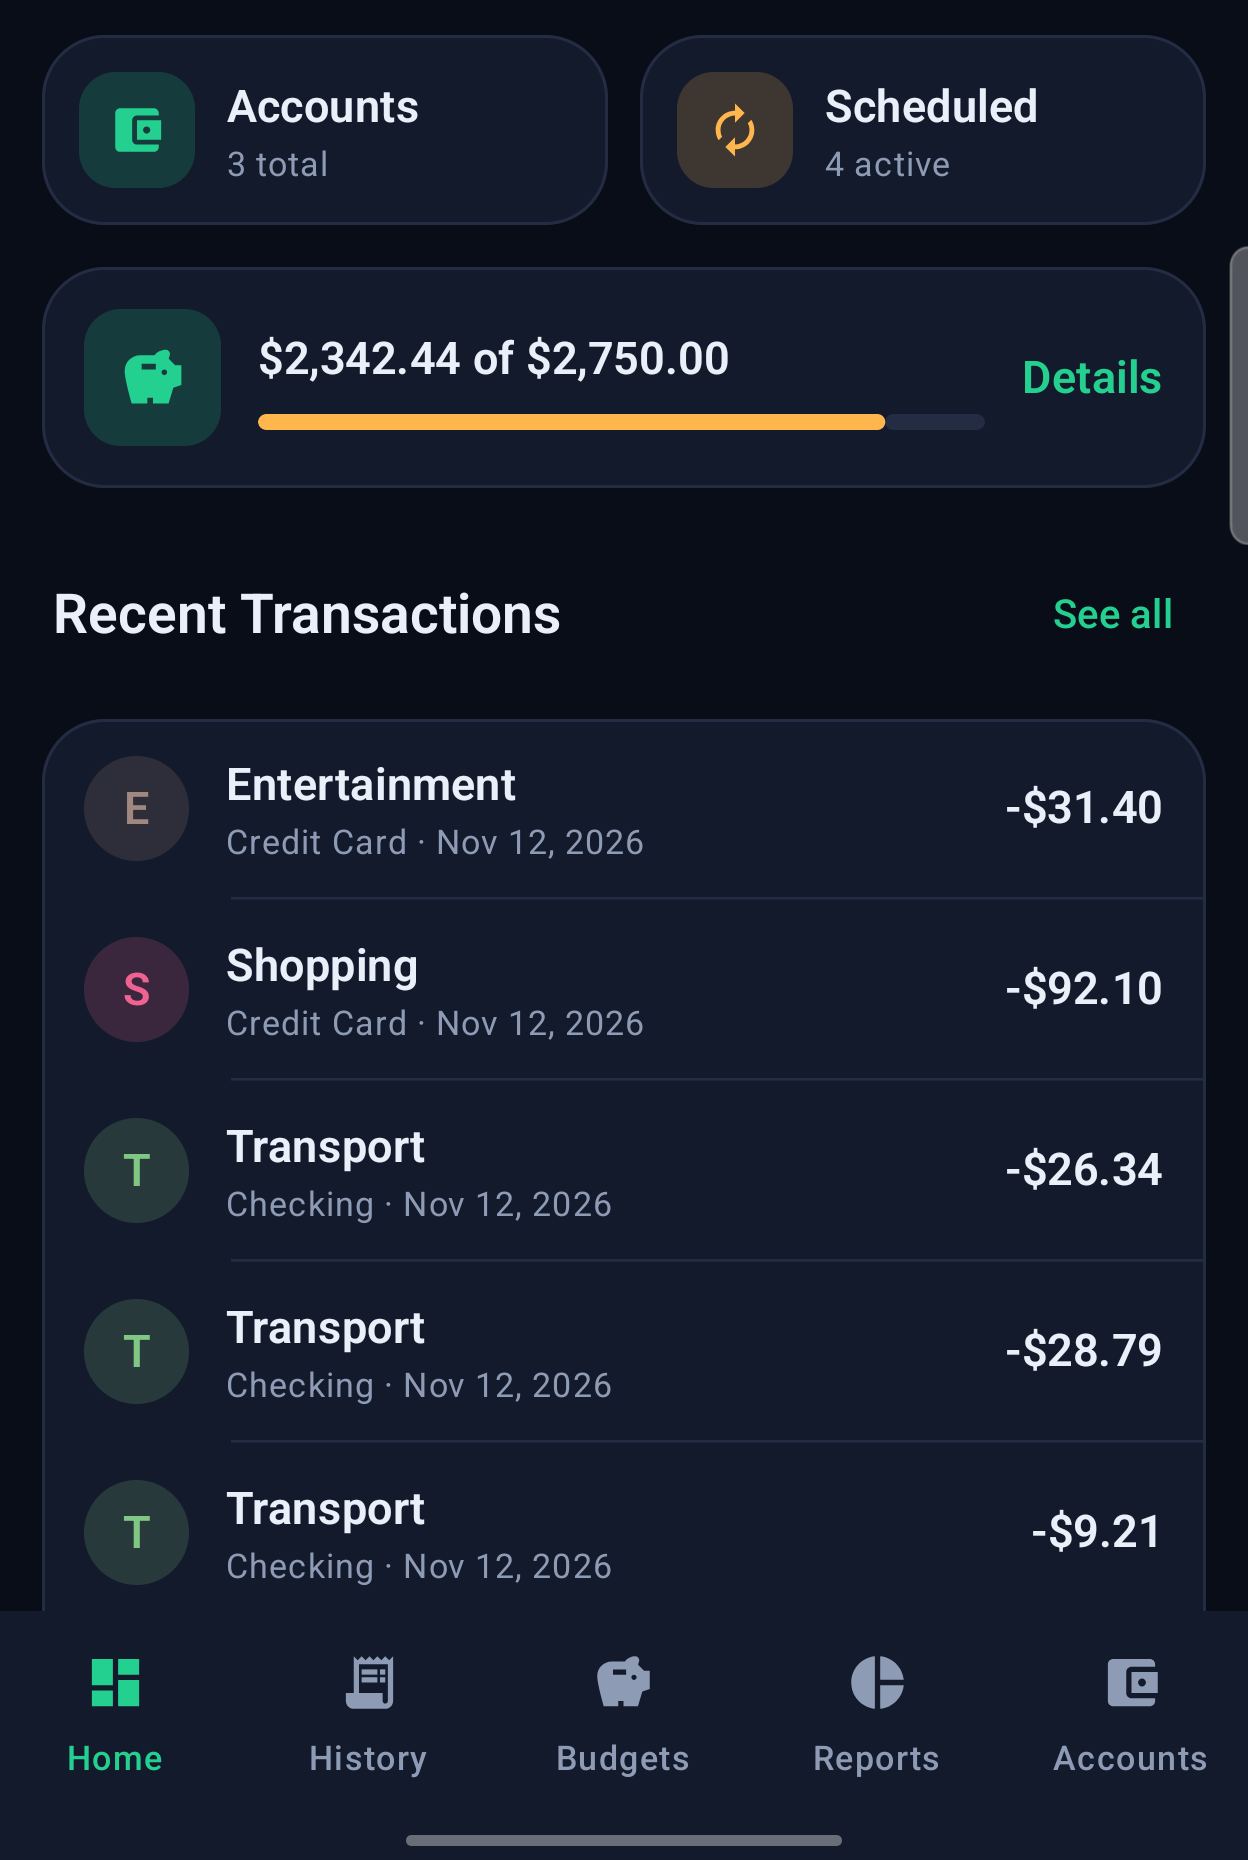 Accounts
3 total
Scheduled
4 active
$2,342.44 of $2,750.00
Details
Recent Transactions
See all
E
Entertainment
Credit Card · Nov 12, 2026
-$31.40
S
Shopping
Credit Card · Nov 12, 2026
-$92.10
T
Transport
Checking · Nov 12, 2026
-$26.34
T
Transport
Checking · Nov 12, 2026
-$28.79
T
Transport
Checking · Nov 12, 2026
-$9.21
Home
History
Budgets
Reports
Accounts